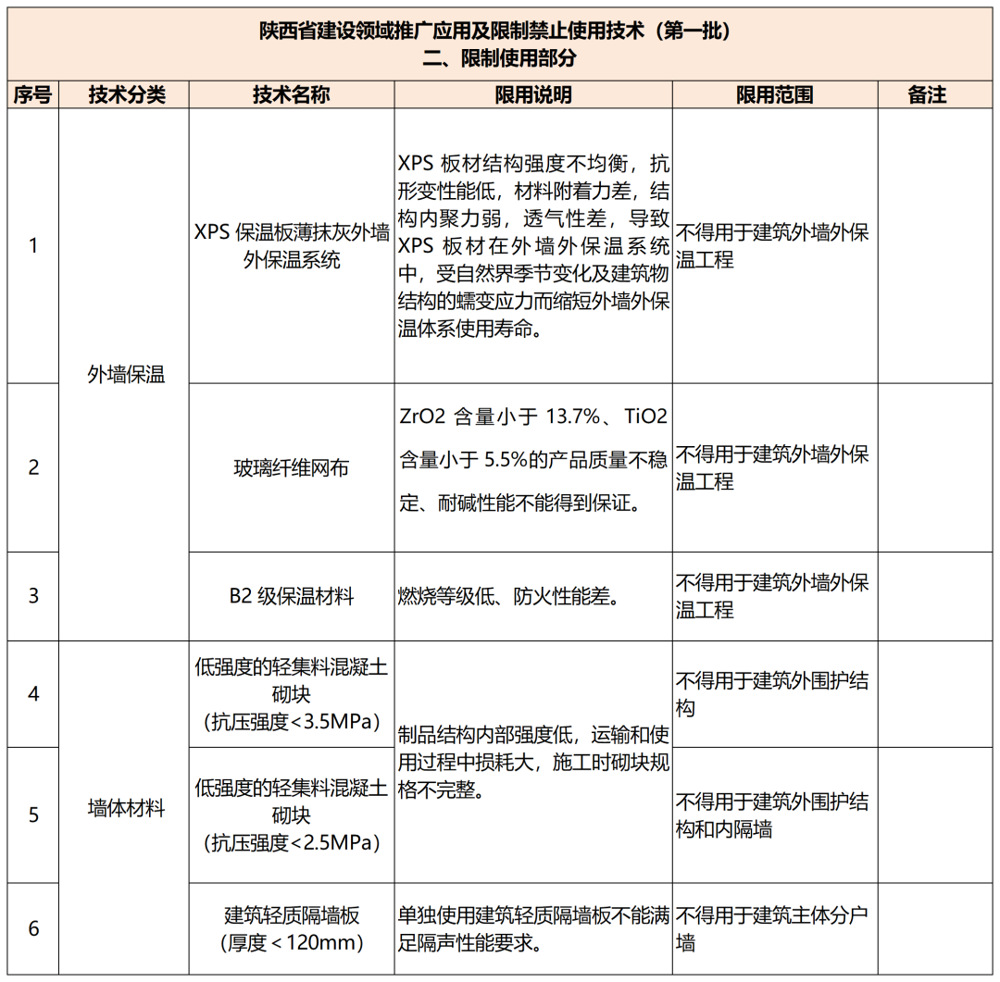 陕西省建设领域推广应用及限制禁止使用技术（第一批）
二、限制使用部分
序号 技术分类 技术名称 限用说明 限用范围 备注
1
外墙保温
XPS 保温板薄抹灰外墙
外保温系统
XPS 板材结构强度不均衡，抗
形变性能低，材料附着力差，结
构内聚力弱，透气性差，导致
XPS 板材在外墙外保温系统
中，受自然界季节变化及建筑物
结构的蠕变应力而缩短外墙外保
温体系使用寿命。
不得用于建筑外墙外保
温工程
2
玻璃纤维网布
ZrO2 含量小于 13.7%、TiO2
含量小于 5.5%的产品质量不稳
定、耐碱性能不能得到保证。
不得用于建筑外墙外保
温工程
3
B2 级保温材料
燃烧等级低、防火性能差。
不得用于建筑外墙外保
温工程
4
墙体材料
低强度的轻集料混凝土
砌块
（抗压强度<3.5MPa）
制品结构内部强度低，运输和使
用过程中损耗大，施工时砌块规
格不完整。
不得用于建筑外围护结
构
5
低强度的轻集料混凝土
砌块
（抗压强度<2.5MPa）
不得用于建筑外围护结
构和内隔墙
6
建筑轻质隔墙板
（厚度＜120mm）
单独使用建筑轻质隔墙板不能满
足隔声性能要求。
不得用于建筑主体分户
墙